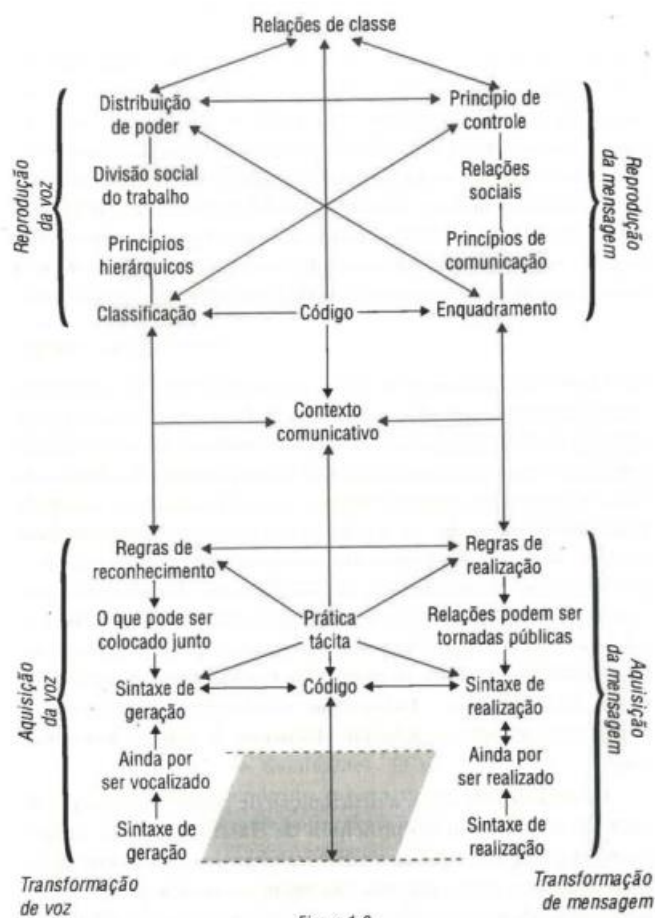 Relações de classe
Distribuição
de poder
Princípio de
controle
Reprodução
da voz
Reprodução
da mensagem
Divisão social
do trabalho
Relações
sociais
Princípios
hierárquicos
Princípios de
comunicação
Classificação
Código
Enquadramento
Contexto
comunicativo
Regras de
reconhecimento
Regras de
realização
O que pode ser
colocado junto
Prática
tácita
Relações podem ser
tornadas públicas
Aquisição
da voz
Aquisição
da mensagem
Sintaxe de
geração
Código
Sintaxe de
realização
Ainda por
ser vocalizado
Ainda por
ser realizado
Sintaxe de
geração
Sintaxe de
realização
Transformação
de voz
Transformação
de mensagem